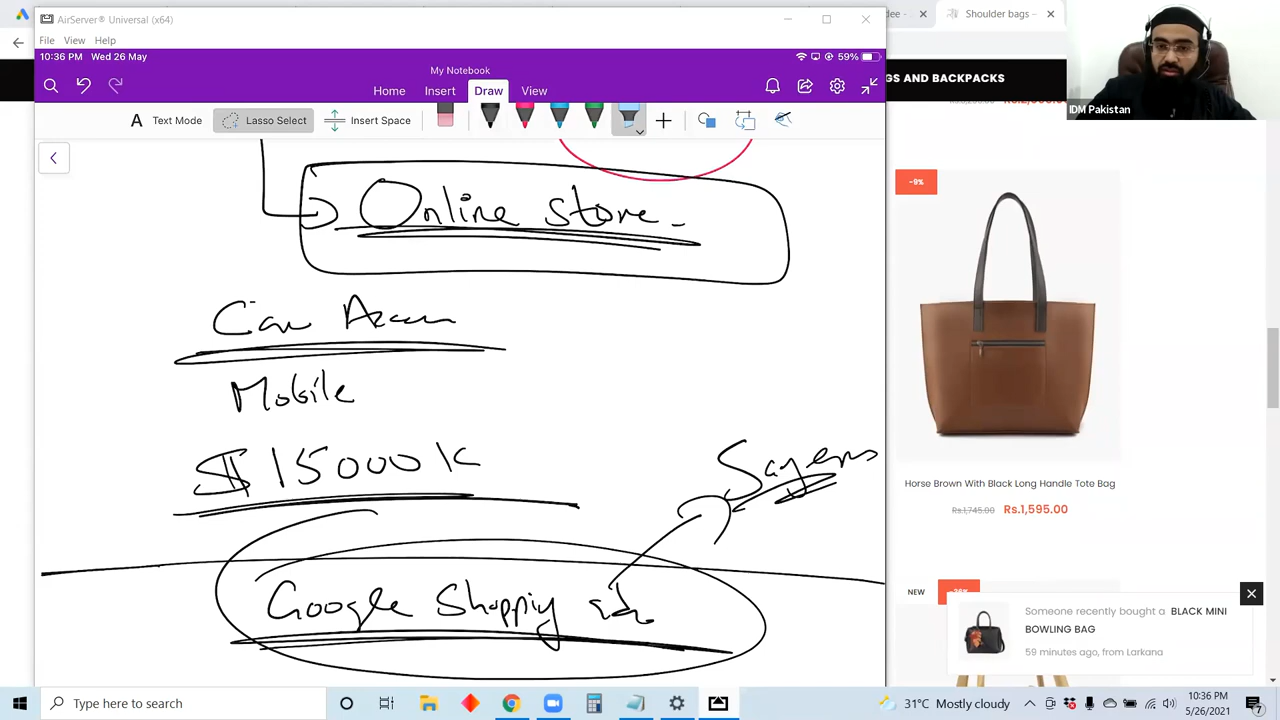 AirServer® Universal (x64)
dee
Shoulder bags –
File View Help
10:36 PM Wed 26 May
59%
My Notebook
Home Insert Draw View
GS AND BACKPACKS
IDM Pakistan
Text Mode Lasso Select Insert Space
-9%
Online store
Mobile
$15000 K
Horse Brown With Black Long Handle Tote Bag
Rs.1,745.00 Rs.1,595.00
Google Shopping ads
NEW
Someone recently bought a BLACK MINI
BOWLING BAG
59 minutes ago, from Larkana
Type here to search
31°C Mostly cloudy
10:36 PM
5/26/2021
7